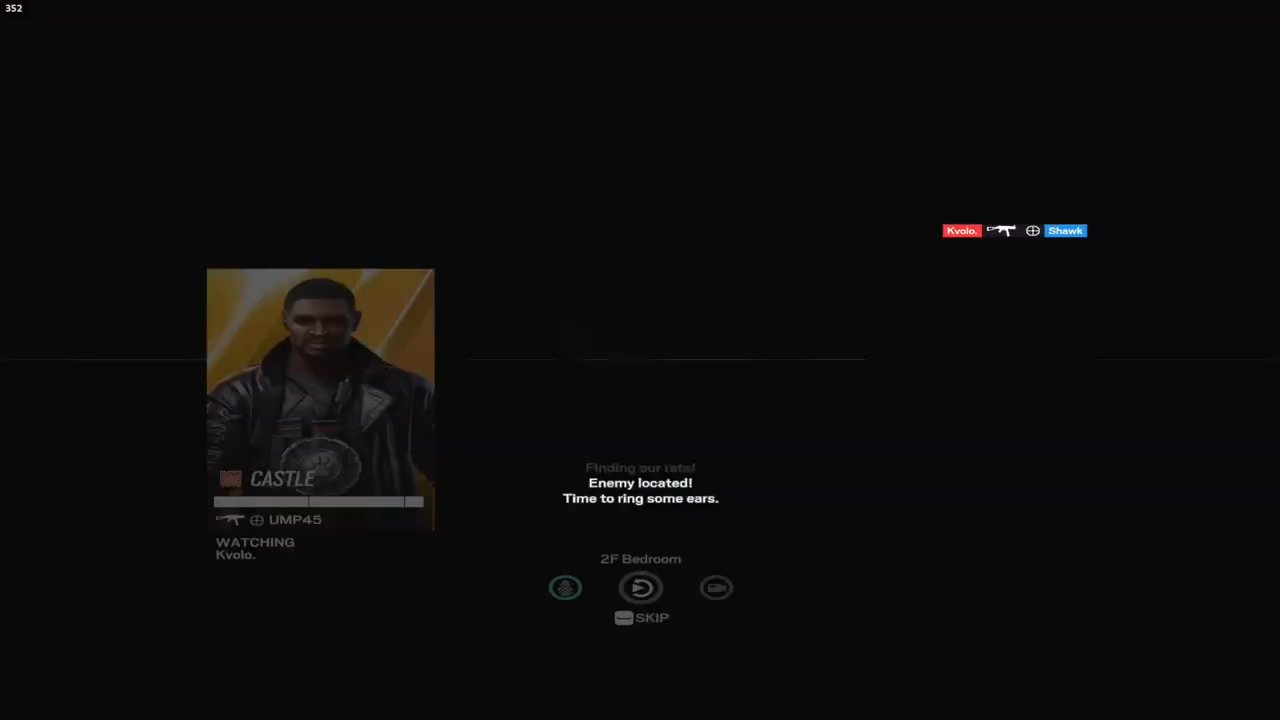 352
Kvolo. Shawk
CASTLE
UMP45
WATCHING
Kvolo.
Finding our rats!
Enemy located!
Time to ring some ears.
2F Bedroom
SKIP